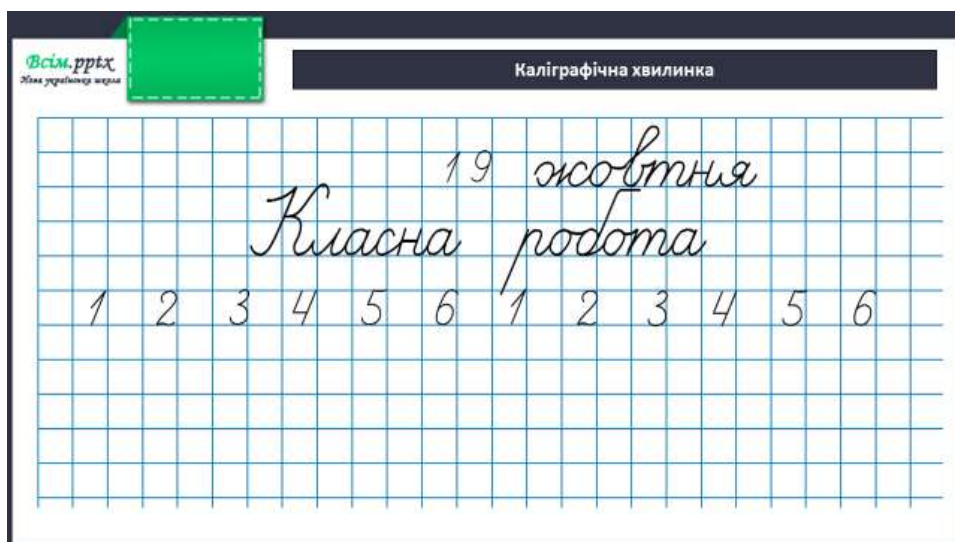 Всім.pptx
Нова українська школа
Каліграфічна хвилинка
19 жовтня
Класна робота
1 2 3 4 5 6 1 2 3 4 5 6